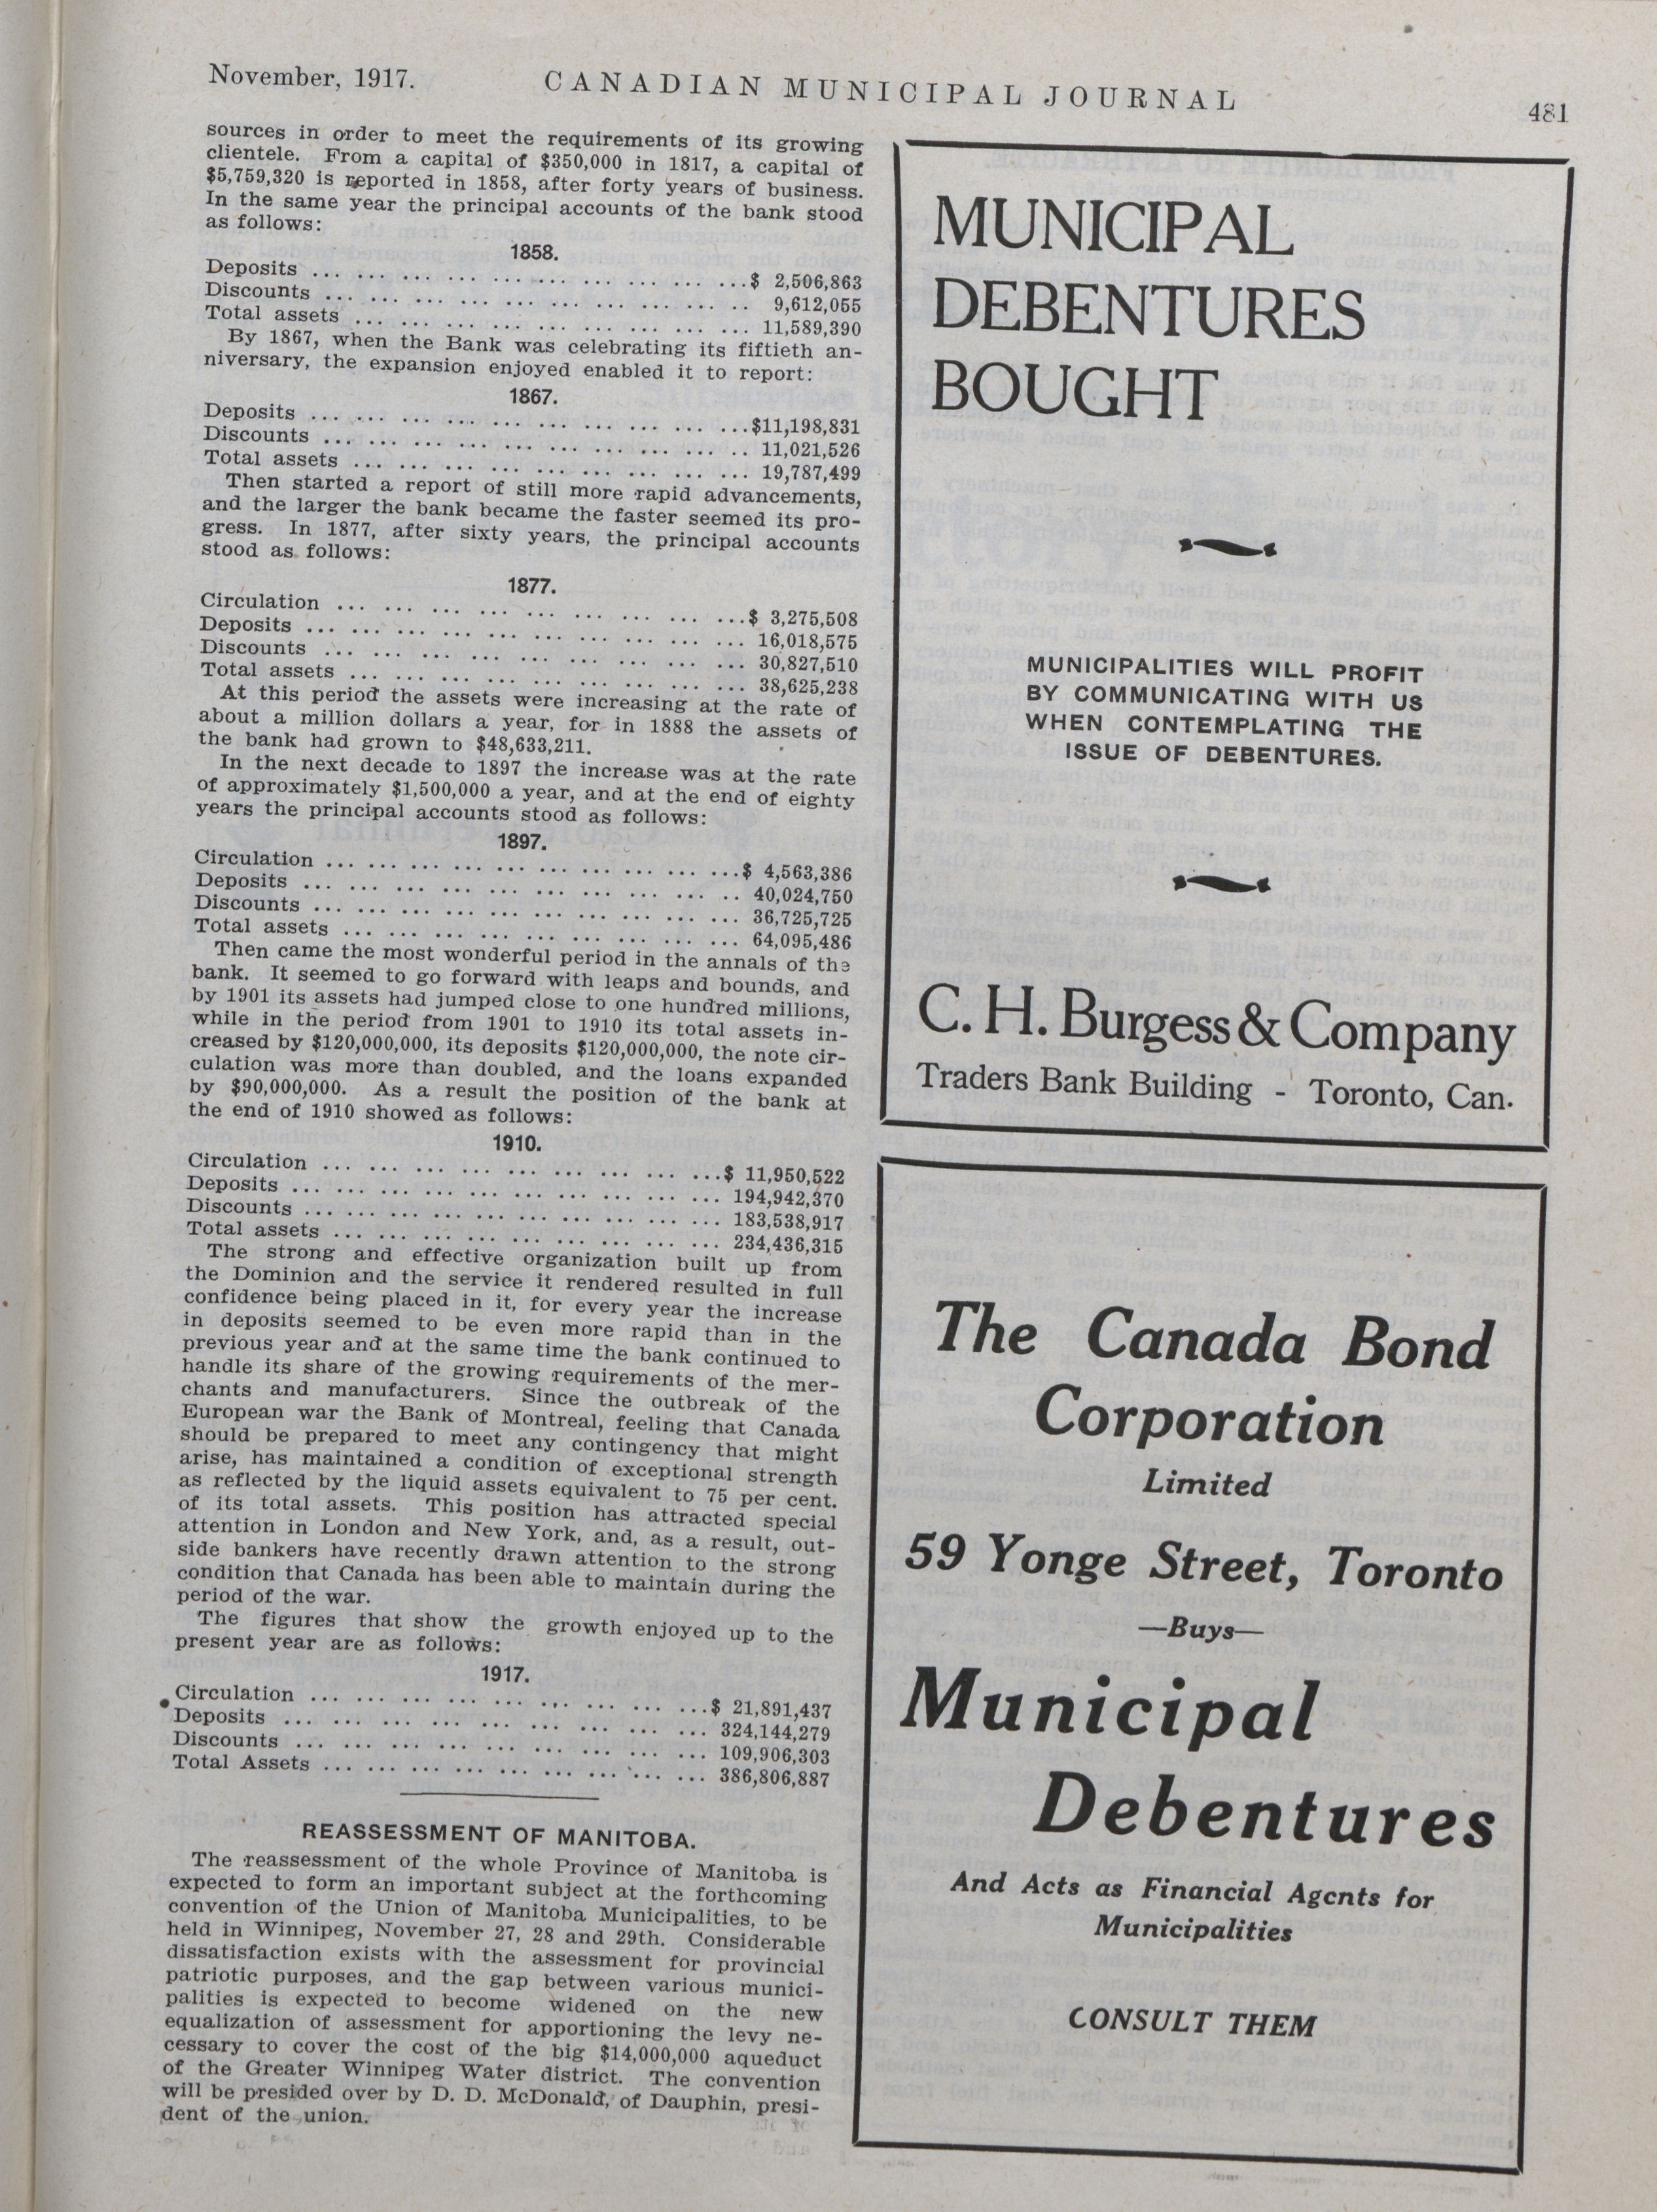 November, 1917.
CANADIAN MUNICIPAL JOURNAL
481
sources in order to meet the requirements of its growing
clientele. From a capital of $350,000 in 1817, a capital of
$5,759,320 is reported in 1858, after forty years of business.
In the same year the principal accounts of the bank stood
as follows:
1858.
Deposits ... ... ... ... ... ... ... ... ... ...$ 2,506,863
Discounts ... ... ... ... ... ... ... ... ... .. 9,612,055
Total assets ... ... ... ... ... ... ... ... ... 11,589,390
By 1867, when the Bank was celebrating its fiftieth an-
niversary, the expansion enjoyed enabled it to report:
1867.
Deposits ... ... ... ... ... ... ... ... ... ...$11,198,831
Discounts ... ... ... ... ... ... ... ... ... .. 11,021,526
Total assets ... ... ... ... ... ... ... ... ... 19,787,499
Then started a report of still more rapid advancements,
and the larger the bank became the faster seemed its pro-
gress. In 1877, after sixty years, the principal accounts
stood as follows:
1877.
Circulation ... ... ... ... ... ... ... ... ...$ 3,275,508
Deposits ... ... ... ... ... ... ... ... ... ... 16,018,575
Discounts ... ... ... ... ... ... ... ... ... ... 30,827,510
Total assets ... ... ... ... ... ... ... ... ... 38,625,238
At this period the assets were increasing at the rate of
about a million dollars a year, for in 1888 the assets of
the bank had grown to $48,633,211.
In the next decade to 1897 the increase was at the rate
of approximately $1,500,000 a year, and at the end of eighty
years the principal accounts stood as follows:
1897.
Circulation ... ... ... ... ... ... ... ... ...$ 4,563,386
Deposits ... ... ... ... ... ... ... ... ... .. 40,024,750
Discounts ... ... ... ... ... ... ... ... ... ... 36,725,725
Total assets ... ... ... ... ... ... ... ... ... 64,095,486
Then came the most wonderful period in the annals of the
bank. It seemed to go forward with leaps and bounds, and
by 1901 its assets had jumped close to one hundred millions,
while in the period from 1901 to 1910 its total assets in-
creased by $120,000,000, its deposits $120,000,000, the note cir-
culation was more than doubled, and the loans expanded
by $90,000,000. As a result the position of the bank at
the end of 1910 showed as follows:
1910.
Circulation ... ... ... ... ... ... ... ... ...$ 11,950,522
Deposits ... ... ... ... ... ... ... ... ... ... 194,942,370
Discounts ... ... ... ... ... ... ... ... ... ... 183,538,917
Total assets ... ... ... ... ... ... ... ... ... 234,436,315
The strong and effective organization built up from
the Dominion and the service it rendered resulted in full
confidence being placed in it, for every year the increase
in deposits seemed to be even more rapid than in the
previous year and at the same time the bank continued to
handle its share of the growing requirements of the mer-
chants and manufacturers. Since the outbreak of the
European war the Bank of Montreal, feeling that Canada
should be prepared to meet any contingency that might
arise, has maintained a condition of exceptional strength
as reflected by the liquid assets equivalent to 75 per cent.
of its total assets. This position has attracted special
attention in London and New York, and, as a result, out-
side bankers have recently drawn attention to the strong
condition that Canada has been able to maintain during the
period of the war.
The figures that show the growth enjoyed up to the
present year are as follows:
1917.
Circulation ... ... ... ... ... ... ... ... ...$ 21,891,437
Deposits ... ... ... ... ... ... ... ... ... ... 324,144,279
Discounts ... ... ... ... ... ... ... ... ... ... 109,906,303
Total Assets ... ... ... ... ... ... ... ... ... 386,806,887
REASSESSMENT OF MANITOBA.
The reassessment of the whole Province of Manitoba is
expected to form an important subject at the forthcoming
convention of the Union of Manitoba Municipalities, to be
held in Winnipeg, November 27, 28 and 29th. Considerable
dissatisfaction exists with the assessment for provincial
patriotic purposes, and the gap between various munici-
palities is expected to become widened on the new
equalization of assessment for apportioning the levy ne-
cessary to cover the cost of the big $14,000,000 aqueduct
of the Greater Winnipeg Water district. The convention
will be presided over by D. D. McDonald, of Dauphin, presi-
dent of the union.
MUNICIPAL
DEBENTURES
BOUGHT
MUNICIPALITIES WILL PROFIT
BY COMMUNICATING WITH US
WHEN CONTEMPLATING THE
ISSUE OF DEBENTURES.
C. H. Burgess & Company
Traders Bank Building - Toronto, Can.
The Canada Bond
Corporation
Limited
59 Yonge Street, Toronto
—Buys—
Municipal
Debentures
And Acts as Financial Agents for
Municipalities
CONSULT THEM